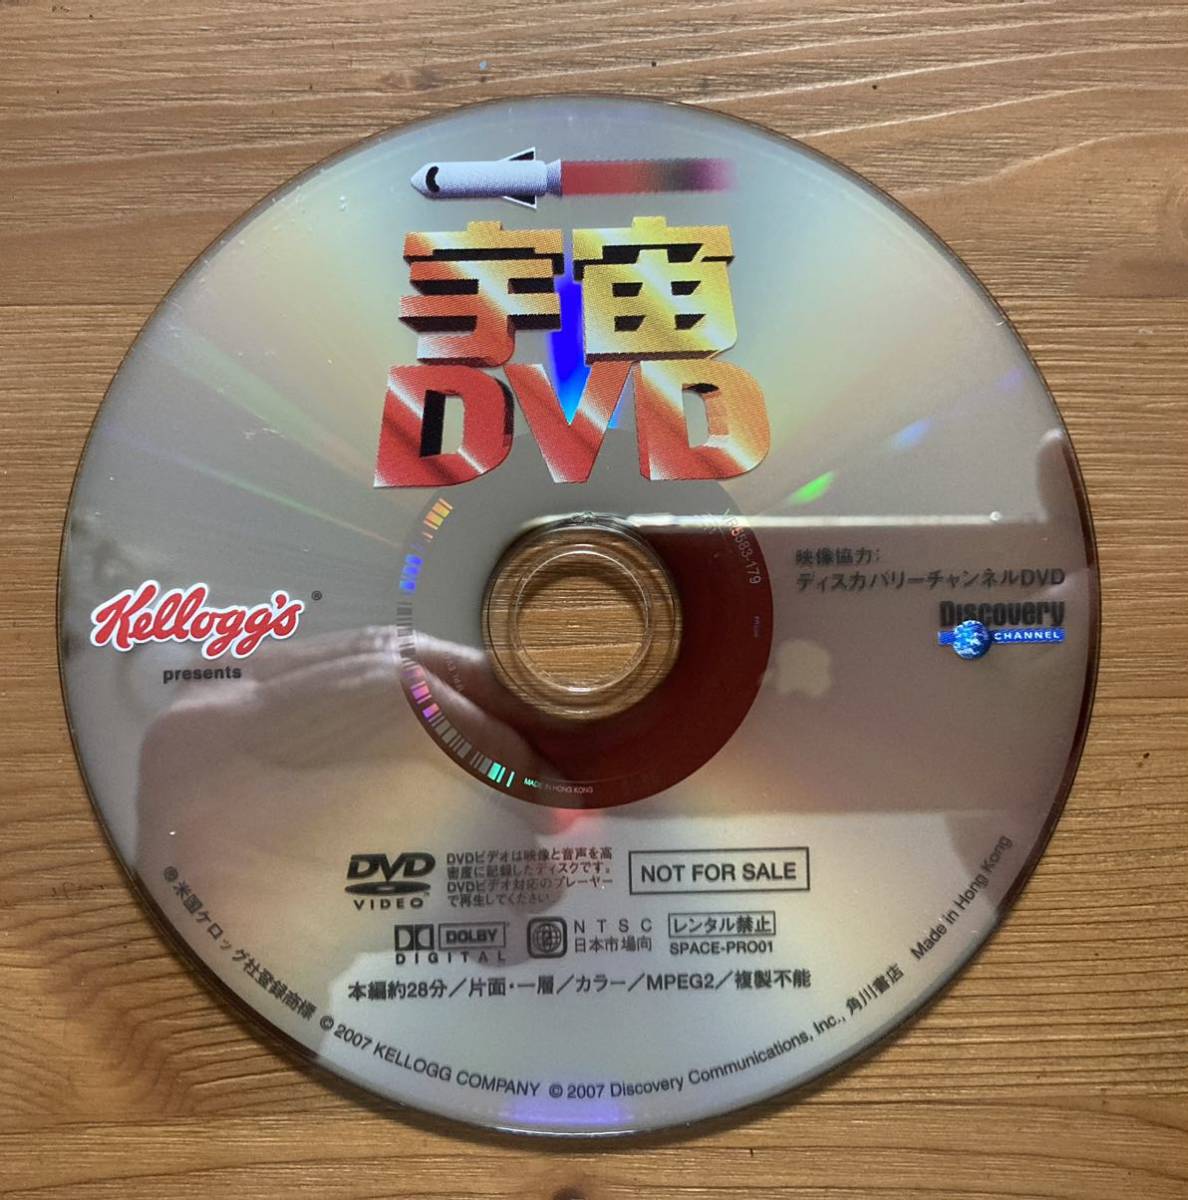 宇宙
DVD
映像協力:
ディスカバリーチャンネルDVD
Discovery
CHANNEL
Kellogg's®
presents
MADE IN HONG KONG
DVD
VIDEO™
DVDビデオは映像と音声を高
密度に記録したディスクです。
DVDビデオ対応のプレーヤー
で再生してください。
NOT FOR SALE
DOLBY
DIGITAL
2
NTSC
日本市場向
レンタル禁止
SPACE-PRO01
本編約28分/片面・一層/カラー/MPEG2/複製不能
®米国ケロッグ社登録商標 © 2007 KELLOGG COMPANY © 2007 Discovery Communications, Inc., 角川書店 Made in Hong Kong